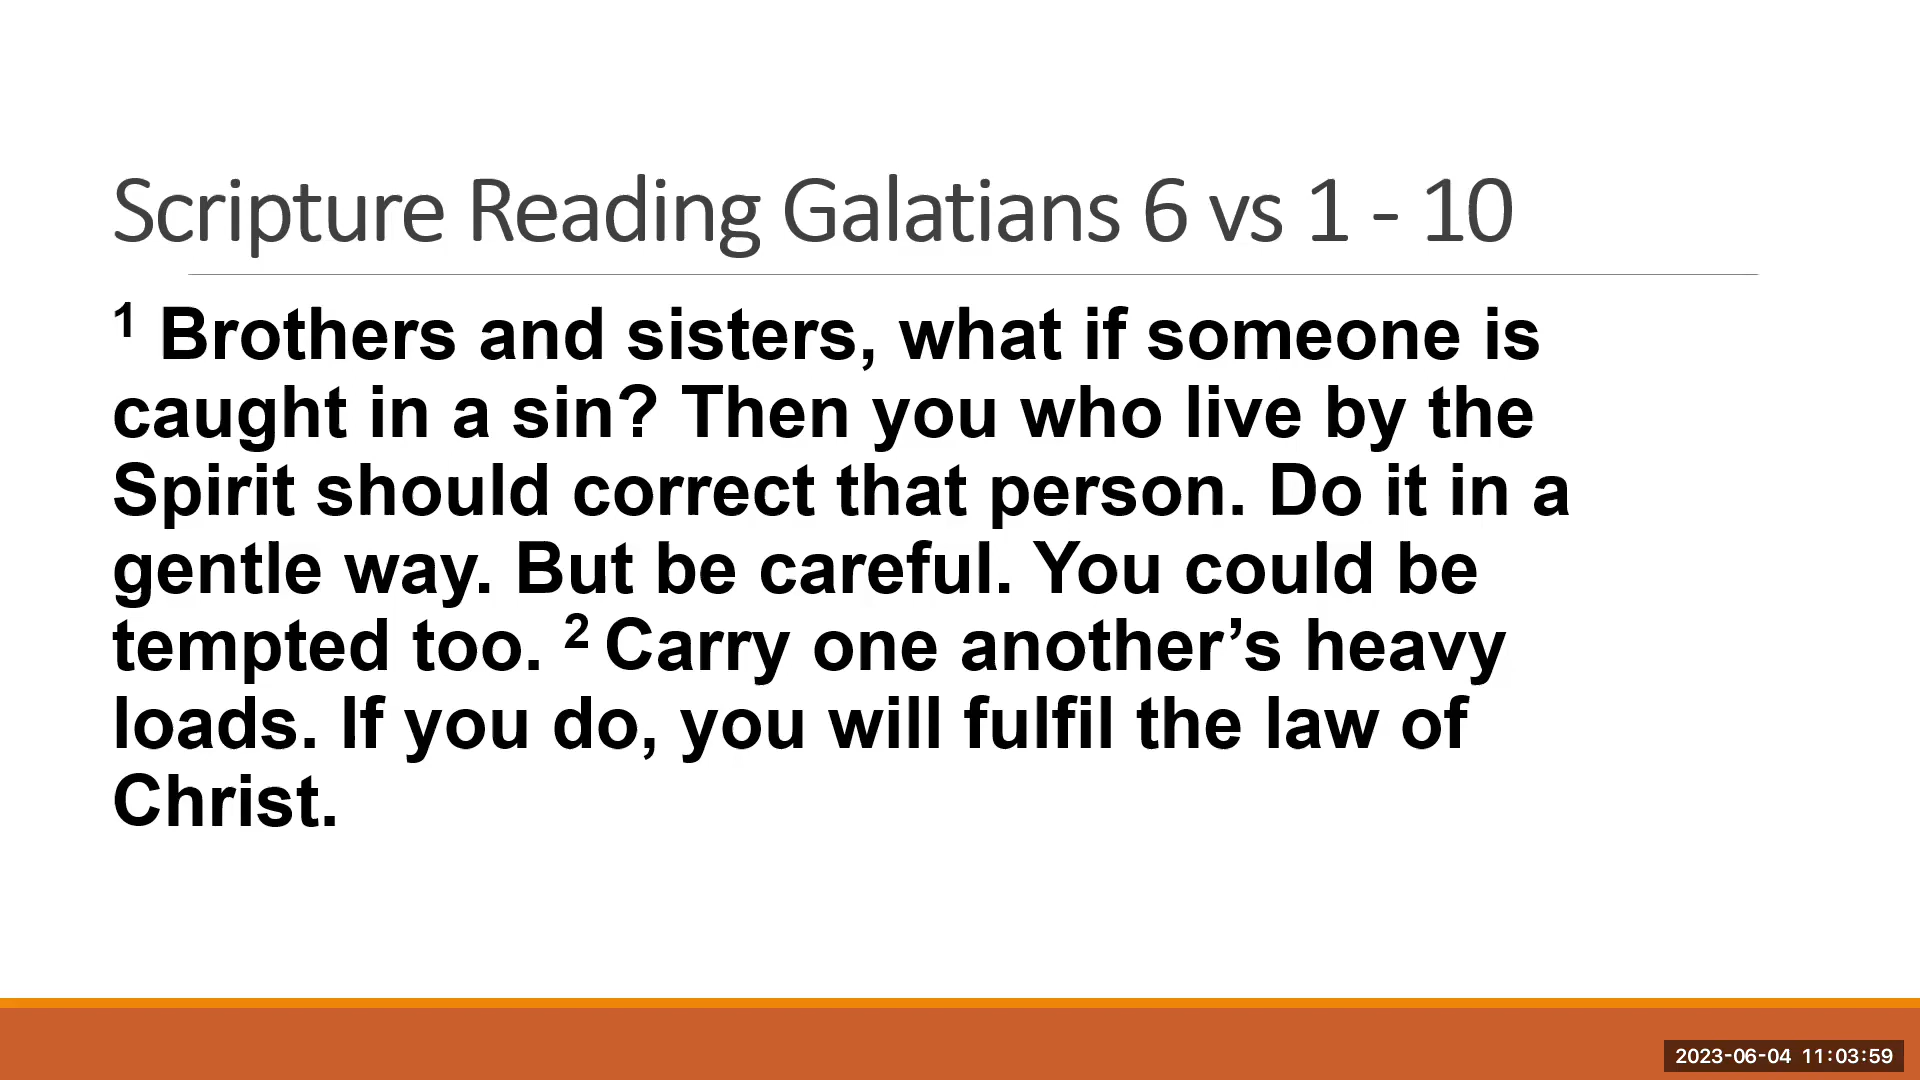 Scripture Reading Galatians 6 vs 1 - 10
1 Brothers and sisters, what if someone is
caught in a sin? Then you who live by the
Spirit should correct that person. Do it in a
gentle way. But be careful. You could be
tempted too. 2 Carry one another’s heavy
loads. If you do, you will fulfil the law of
Christ.
2023-06-04 11:03:59